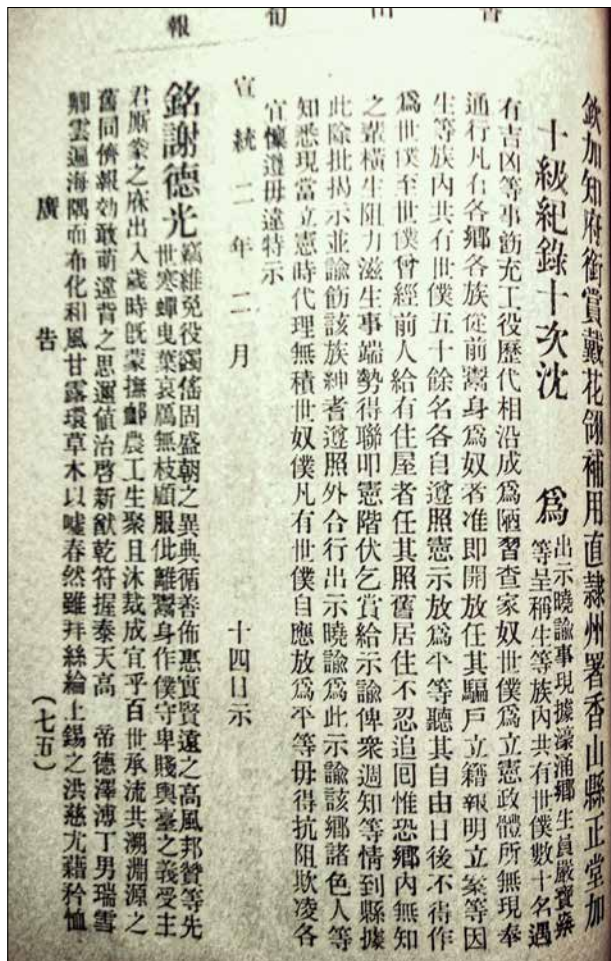 香山旬報
欽加知府銜賞戴花翎補用直隸州署香山縣正堂加
十級紀錄十次沈 爲
出示曉諭事現據濠涌鄉生員嚴寶燊
等呈稱生等族內共有世僕數十名遇
有吉凶等事飭充工役歷代相沿成爲陋習查家奴世僕爲立憲政體所無現奉
通行凡有各鄉各族從前鬻身爲奴者准即開放任其騙戶立籍報明立案等因
生等族內共有世僕五十餘名各自遵照憲示放爲平等聽其自由日後不得作
爲世僕至世僕曾經前人給有住屋者任其照舊居住不忍追回惟恐鄉內無知
之輩橫生阻力滋生事端勢得聯叩憲階伏乞賞給示諭俾衆週知等情到縣據
此除批揭示並諭飭該族紳耆遵照外合行出示曉諭爲此示諭該鄉諸色人等
知悉現當立憲時代理無積世奴僕凡有世僕自應放爲平等毋得抗阻欺凌各
宜懍遵毋違特示
宣統二年二月 十四日示
銘謝德光
竊維免役蠲徭固盛朝之異典循善佈惠實賢遠之高風邦贊等先
世寒蟬曳葉哀鴈無枝顧服仳離鬻身作僕守卑賤輿臺之義受主
君厮豢之庥出入歲時旣蒙撫䘏農工生聚且沐栽成宜乎百世承流共溯淵源之
舊同儕報効敢萌遠背之思邇値治啓新猷乾符握泰天高 帝德澤溥丁男瑞雪
卿雲遍海隅而布化和風甘露環草木以噓春然雖拜絲綸上錫之洪慈尤藉矜恤
廣告
(七五)